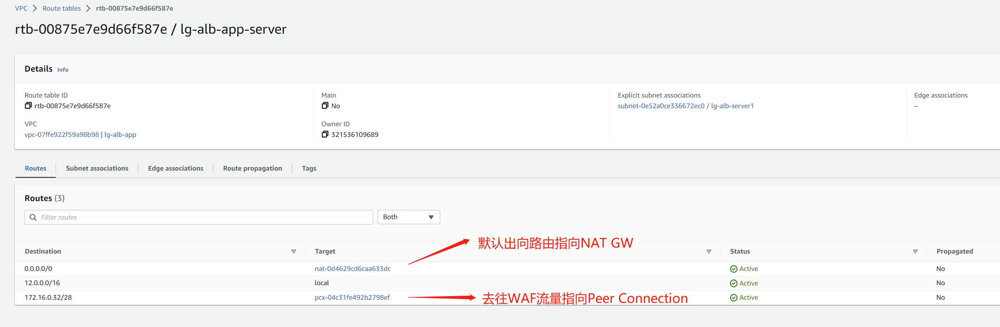 VPC > Route tables > rtb-00875e7e9d66f587e
rtb-00875e7e9d66f587e / lg-alb-app-server
Details Info
Route table ID
rtb-00875e7e9d66f587e
Main
No
Explicit subnet associations
subnet-0e52a0ce336672ec0 / lg-alb-server1
Edge associations
–
VPC
vpc-07ffe922f59a98b98 | lg-alb-app
Owner ID
321536109689
Routes Subnet associations Edge associations Route propagation Tags
Routes (3)
Filter routes Both
默认出向路由指向NAT GW
Destination Target Status Propagated
0.0.0.0/0 nat-0d4629cd6caa633dc Active No
12.0.0.0/16 local Active No
172.16.0.32/28 pcx-04c31fe492b2798ef 去往WAF流量指向Peer Connection Active No